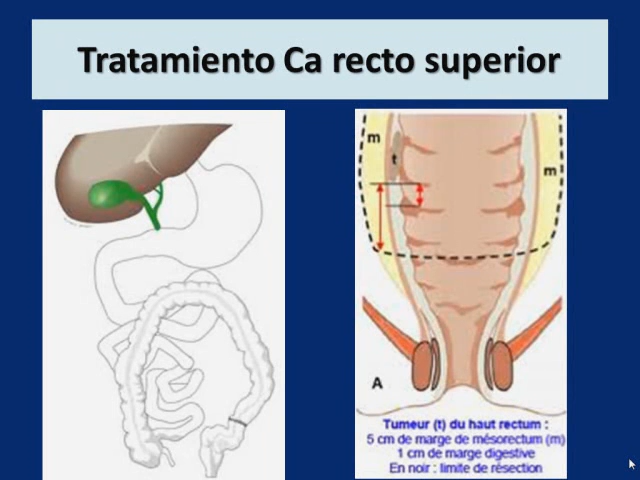 Tratamiento Ca recto superior
m
t
m
A
Tumeur (t) du haut rectum :
5 cm de marge de mésorectum (m)
1 cm de marge digestive
En noir : limite de résection